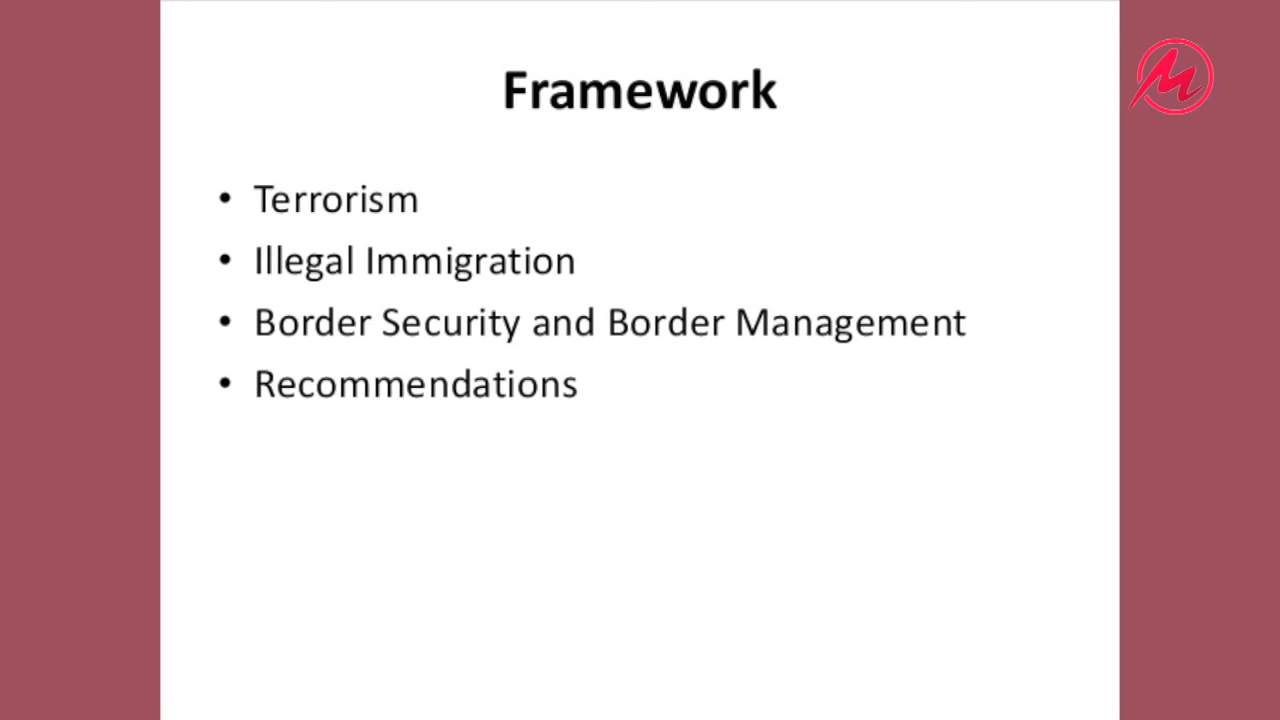 Framework
• Terrorism
• Illegal Immigration
• Border Security and Border Management
• Recommendations